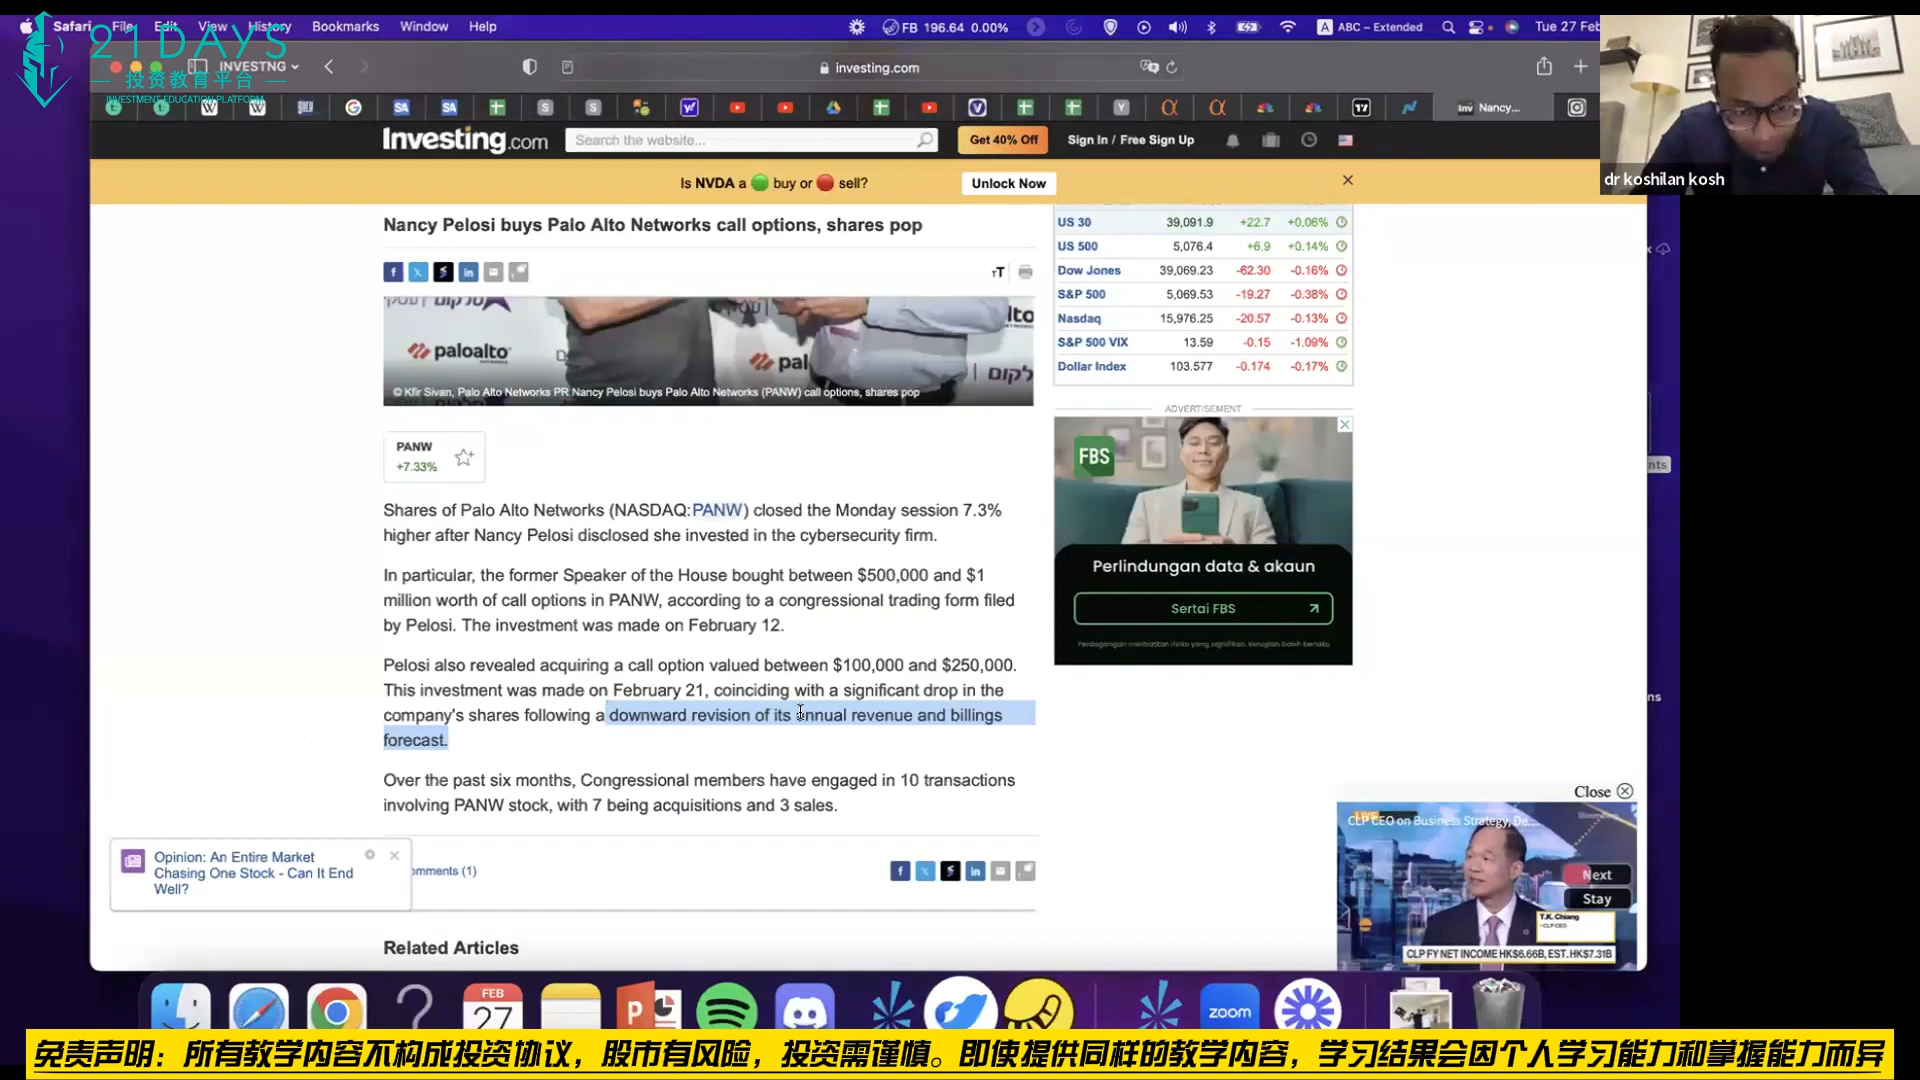 Safari File Edit View History Bookmarks Window Help
FB 196.64 0.00%
A ABC – Extended
Tue 27 Feb
21DAYS
投资教育平台
INVESTMENT EDUCATION PLATFORM
INVESTNG
investing.com
Nancy...
dr koshilan kosh
Investing.com
Search the website...
Get 40% Off
Sign In / Free Sign Up
Is NVDA a buy or sell?
Unlock Now
Nancy Pelosi buys Palo Alto Networks call options, shares pop
US 30 39,091.9 +22.7 +0.06%
US 500 5,076.4 +6.9 +0.14%
Dow Jones 39,069.23 -62.30 -0.16%
S&P 500 5,069.53 -19.27 -0.38%
Nasdaq 15,976.25 -20.57 -0.13%
S&P 500 VIX 13.59 -0.15 -1.09%
Dollar Index 103.577 -0.174 -0.17%
paloalto
© Kfir Sivan, Palo Alto Networks PR Nancy Pelosi buys Palo Alto Networks (PANW) call options, shares pop
ADVERTISEMENT
FBS
Perlindungan data & akaun
Sertai FBS
PANW
+7.33%
Shares of Palo Alto Networks (NASDAQ:PANW) closed the Monday session 7.3%
higher after Nancy Pelosi disclosed she invested in the cybersecurity firm.
In particular, the former Speaker of the House bought between $500,000 and $1
million worth of call options in PANW, according to a congressional trading form filed
by Pelosi. The investment was made on February 12.
Pelosi also revealed acquiring a call option valued between $100,000 and $250,000.
This investment was made on February 21, coinciding with a significant drop in the
company's shares following a downward revision of its annual revenue and billings
forecast.
Over the past six months, Congressional members have engaged in 10 transactions
involving PANW stock, with 7 being acquisitions and 3 sales.
Opinion: An Entire Market
Chasing One Stock - Can It End
Well?
omments (1)
Related Articles
Close
LIVE
CLP CEO on Business Strategy, De...
Next
Stay
T.K. Chiang
CLP CEO
CLP FY NET INCOME HK$6.66B, EST. HK$7.31B
FEB
27
zoom
免责声明：所有教学内容不构成投资协议，股市有风险，投资需谨慎。即使提供同样的教学内容，学习结果会因个人学习能力和掌握能力而异